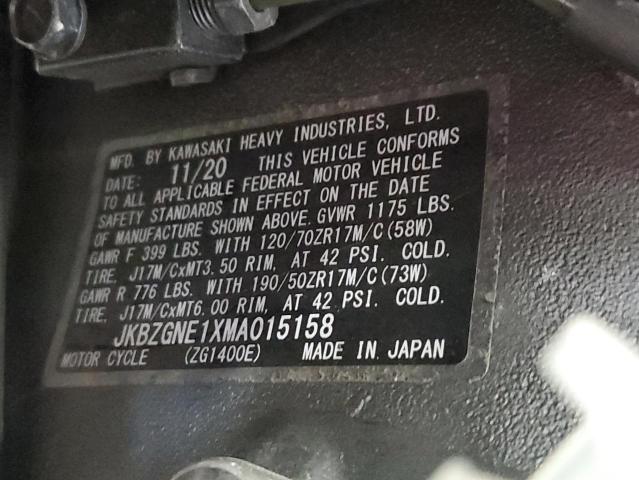 MFD. BY KAWASAKI HEAVY INDUSTRIES, LTD.
DATE: 11/20 THIS VEHICLE CONFORMS
TO ALL APPLICABLE FEDERAL MOTOR VEHICLE
SAFETY STANDARDS IN EFFECT ON THE DATE
OF MANUFACTURE SHOWN ABOVE. GVWR 1175 LBS.
GAWR F 399 LBS. WITH 120/70ZR17M/C(58W)
TIRE, J17M/CxMT3.50 RIM, AT 42 PSI. COLD.
GAWR R 776 LBS. WITH 190/50ZR17M/C(73W)
TIRE, J17M/CxMT6.00 RIM, AT 42 PSI. COLD.
JKBZGNE1XMA015158
MOTOR CYCLE (ZG1400E) MADE IN JAPAN